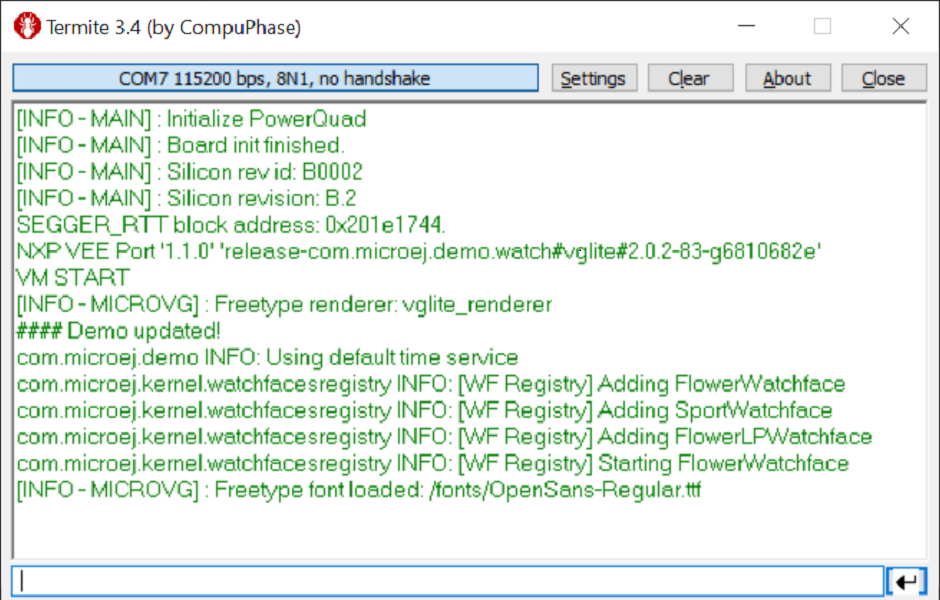 Termite 3.4 (by CompuPhase)
COM7 115200 bps, 8N1, no handshake
Settings
Clear
About
Close
[INFO - MAIN] : Initialize PowerQuad
[INFO - MAIN] : Board init finished.
[INFO - MAIN] : Silicon rev id: B0002
[INFO - MAIN] : Silicon revision: B.2
SEGGER_RTT block address: 0x201e1744.
NXP VEE Port '1.1.0' 'release-com.microej.demo.watch#vglite#2.0.2-83-g6810682e'
VM START
[INFO - MICROVG] : Freetype renderer: vglite_renderer
#### Demo updated!
com.microej.demo INFO: Using default time service
com.microej.kernel.watchfacesregistry INFO: [WF Registry] Adding FlowerWatchface
com.microej.kernel.watchfacesregistry INFO: [WF Registry] Adding SportWatchface
com.microej.kernel.watchfacesregistry INFO: [WF Registry] Adding FlowerLPWatchface
com.microej.kernel.watchfacesregistry INFO: [WF Registry] Starting FlowerWatchface
[INFO - MICROVG] : Freetype font loaded: /fonts/OpenSans-Regular.ttf